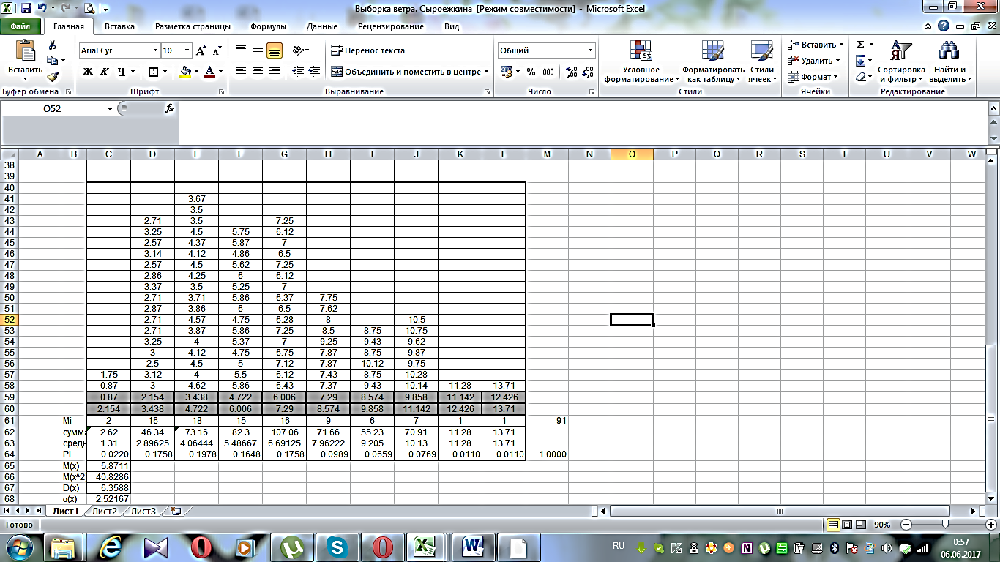 Выборка ветра. Сыроежкина [Режим совместимости] - Microsoft Excel
Файл Главная Вставка Разметка страницы Формулы Данные Рецензирование Вид
Вставить Arial Cyr 10 Перенос текста Общий Условное форматирование Форматировать как таблицу Стили ячеек Вставить Удалить Формат Сортировка и фильтр Найти и выделить
Ж К Ч Объединить и поместить в центре % 000
Буфер обмена Шрифт Выравнивание Число Стили Ячейки Редактирование
O52 fx
A B C D E F G H I J K L M N O P Q R S T U V W
38
39
40
41 3.67
42 3.5
43 2.71 3.5 7.25
44 3.25 4.5 5.75 6.12
45 2.57 4.37 5.87 7
46 3.14 4.12 4.86 6.5
47 2.57 4.5 5.62 7.25
48 2.86 4.25 6 6.12
49 3.37 3.5 5.25 7
50 2.71 3.71 5.86 6.37 7.75
51 2.87 3.86 6 6.5 7.62
52 2.71 4.57 4.75 6.28 8 10.5
53 2.71 3.87 5.86 7.25 8.5 8.75 10.75
54 3.25 4 5.37 7 9.25 9.43 9.62
55 3 4.12 4.75 6.75 7.87 8.75 9.87
56 2.5 4.5 5 7.12 7.87 10.12 9.75
57 1.75 3.12 4 5.5 6.12 7.43 8.75 10.28
58 0.87 3 4.62 5.86 6.43 7.37 9.43 10.14 11.28 13.71
59 0.87 2.154 3.438 4.722 6.006 7.29 8.574 9.858 11.142 12.426
60 2.154 3.438 4.722 6.006 7.29 8.574 9.858 11.142 12.426 13.71
61 Mi 2 16 18 15 16 9 6 7 1 1 91
62 сумма 2.62 46.34 73.16 82.3 107.06 71.66 55.23 70.91 11.28 13.71
63 средн 1.31 2.89625 4.06444 5.48667 6.69125 7.96222 9.205 10.13 11.28 13.71
64 Pi 0.0220 0.1758 0.1978 0.1648 0.1758 0.0989 0.0659 0.0769 0.0110 0.0110 1.0000
65 M(x) 5.8711
66 M(x^2) 40.8286
67 D(x) 6.3588
68 σ(x) 2.52167
Лист1 Лист2 Лист3
Готово 90%
RU 0:57
06.06.2017